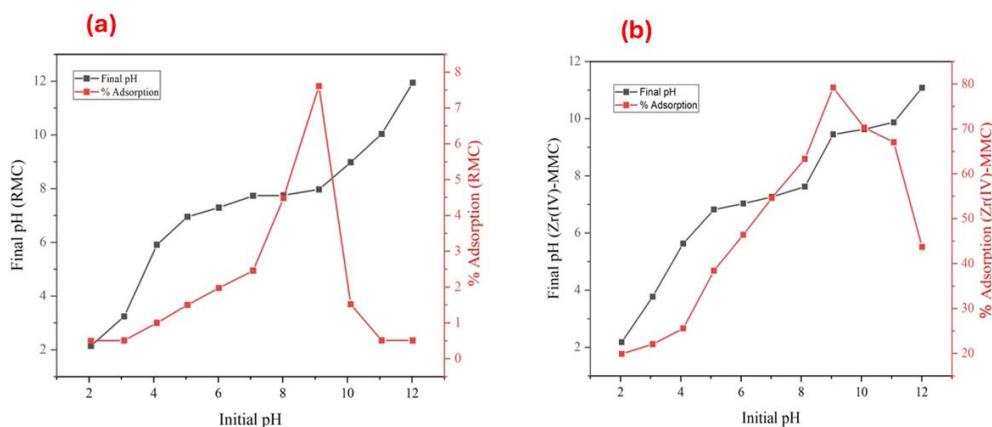 (a)
Final pH
% Adsorption
Final pH (RMC)
12
10
8
6
4
2
8
7
6
5
4
3
2
1
0
% Adsorption (RMC)
2 4 6 8 10 12
Initial pH
(b)
Final pH
% Adsorption
Final pH (Zr(IV)-MMC)
12
10
8
6
4
2
80
70
60
50
40
30
20
% Adsorption (Zr(IV)-MMC)
2 4 6 8 10 12
Initial pH